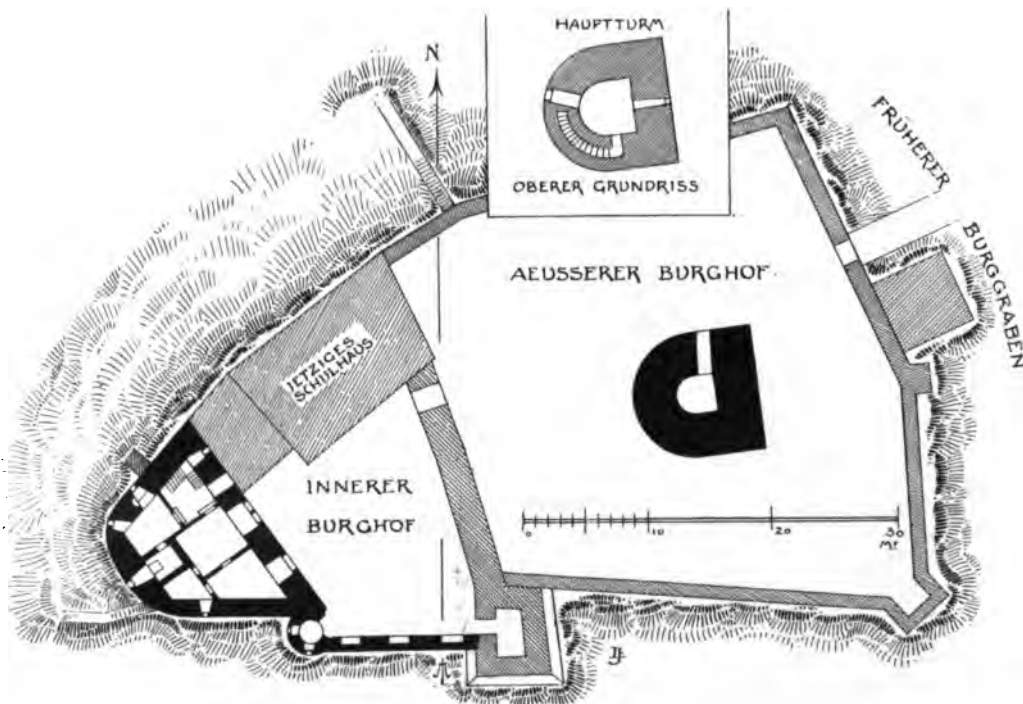 HAUPTTURM
N
OBERER GRUNDRISS
FRÜHERER
BURGGRABEN
AEUSSERER BURGHOF.
JETZIGES
SCHULHAUS
INNERER
BURGHOF
0 10 20 30
Mt.